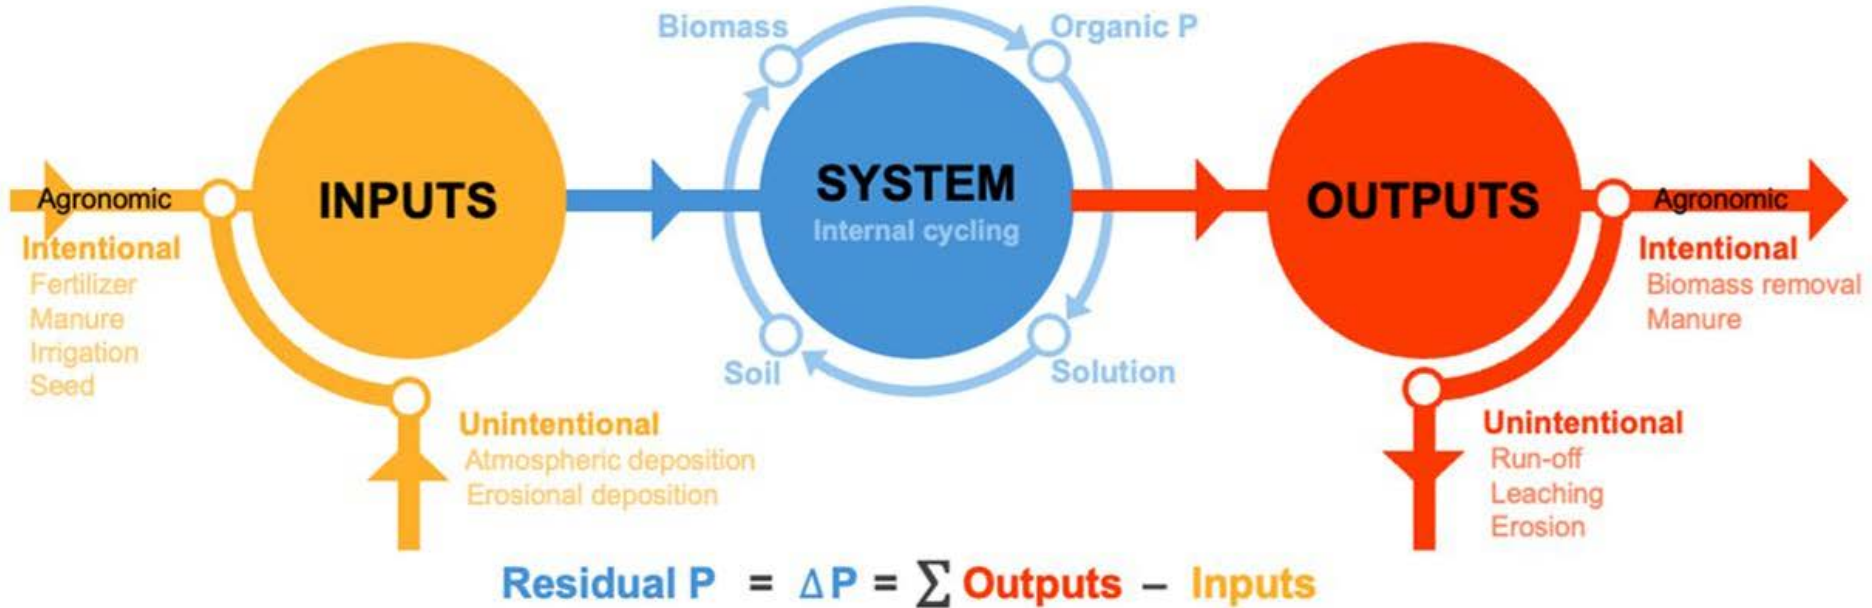 Agronomic
INPUTS
Intentional
Fertilizer
Manure
Irrigation
Seed
Unintentional
Atmospheric deposition
Erosional deposition
Biomass
Organic P
SYSTEM
Internal cycling
Soil
Solution
OUTPUTS
Agronomic
Intentional
Biomass removal
Manure
Unintentional
Run-off
Leaching
Erosion
Residual P = Δ P = ∑ Outputs – Inputs